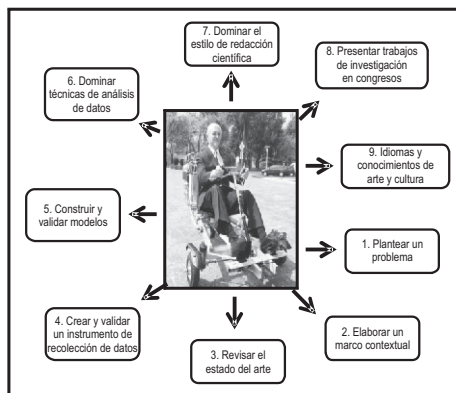 7. Dominar el
estilo de redacción
científica
8. Presentar trabajos
de investigación
en congresos
6. Dominar
técnicas de análisis
de datos
9. Idiomas y
conocimientos de
arte y cultura
5. Construir y
validar modelos
1. Plantear un
problema
4. Crear y validar
un instrumento de
recolección de datos
3. Revisar el
estado del arte
2. Elaborar un
marco contextual